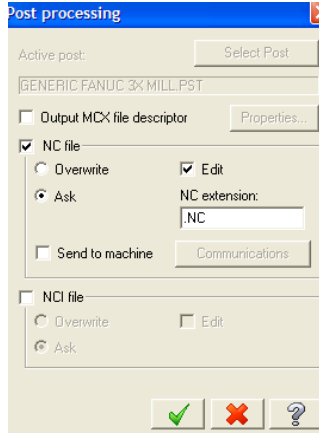 Post processing
Active post:
Select Post
GENERIC FANUC 3X MILL.PST
Output MCX file descriptor
Properties...
NC file
Overwrite
Edit
Ask
NC extension:
.NC
Send to machine
Communications
NCI file
Overwrite
Edit
Ask
?